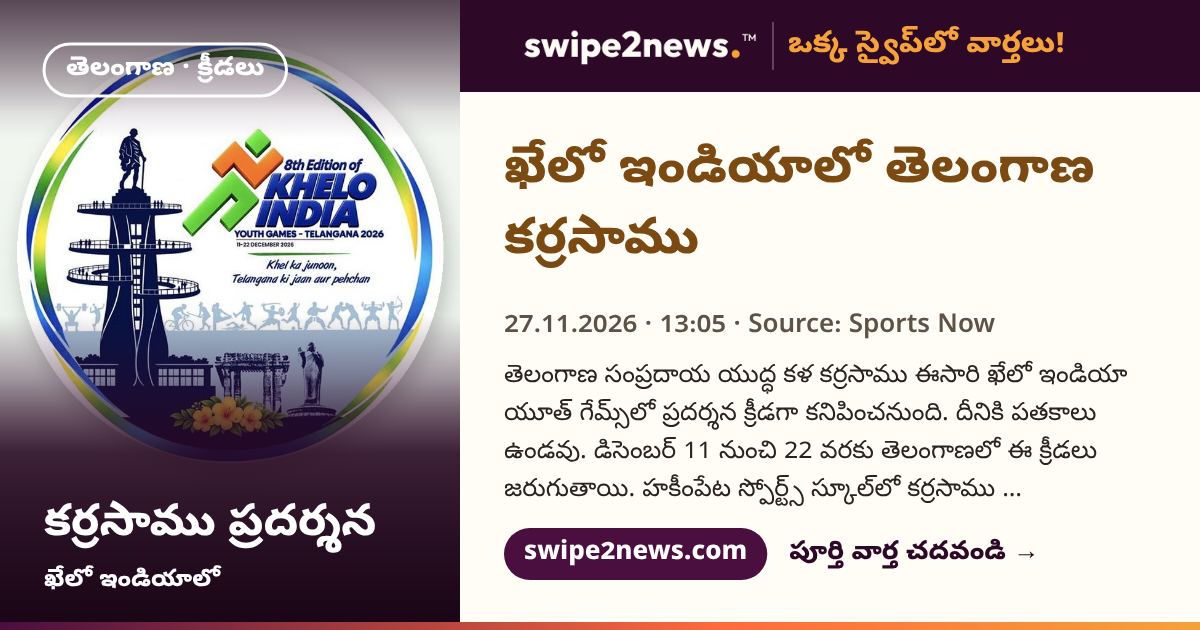 తెలంగాణ · క్రీడలు
8th Edition of
KHELO
INDIA
YOUTH GAMES - TELANGANA 2026
11-22 DECEMBER 2026
Khel ka junoon,
Telangana ki jaan aur pehchan
కర్రసాము ప్రదర్శన
ఖేలో ఇండియాలో
swipe2news.™ ఒక్క స్వైప్‌లో వార్తలు!
ఖేలో ఇండియాలో తెలంగాణ
కర్రసాము
27.11.2026 · 13:05 · Source: Sports Now
తెలంగాణ సంప్రదాయ యుద్ధ కళ కర్రసాము ఈసారి ఖేలో ఇండియా
యూత్ గేమ్స్‌లో ప్రదర్శన క్రీడగా కనిపించనుంది. దీనికి పతకాలు
ఉండవు. డిసెంబర్ 11 నుంచి 22 వరకు తెలంగాణలో ఈ క్రీడలు
జరుగుతాయి. హకీంపేట స్పోర్ట్స్ స్కూల్‌లో కర్రసాము ...
swipe2news.com పూర్తి వార్త చదవండి →